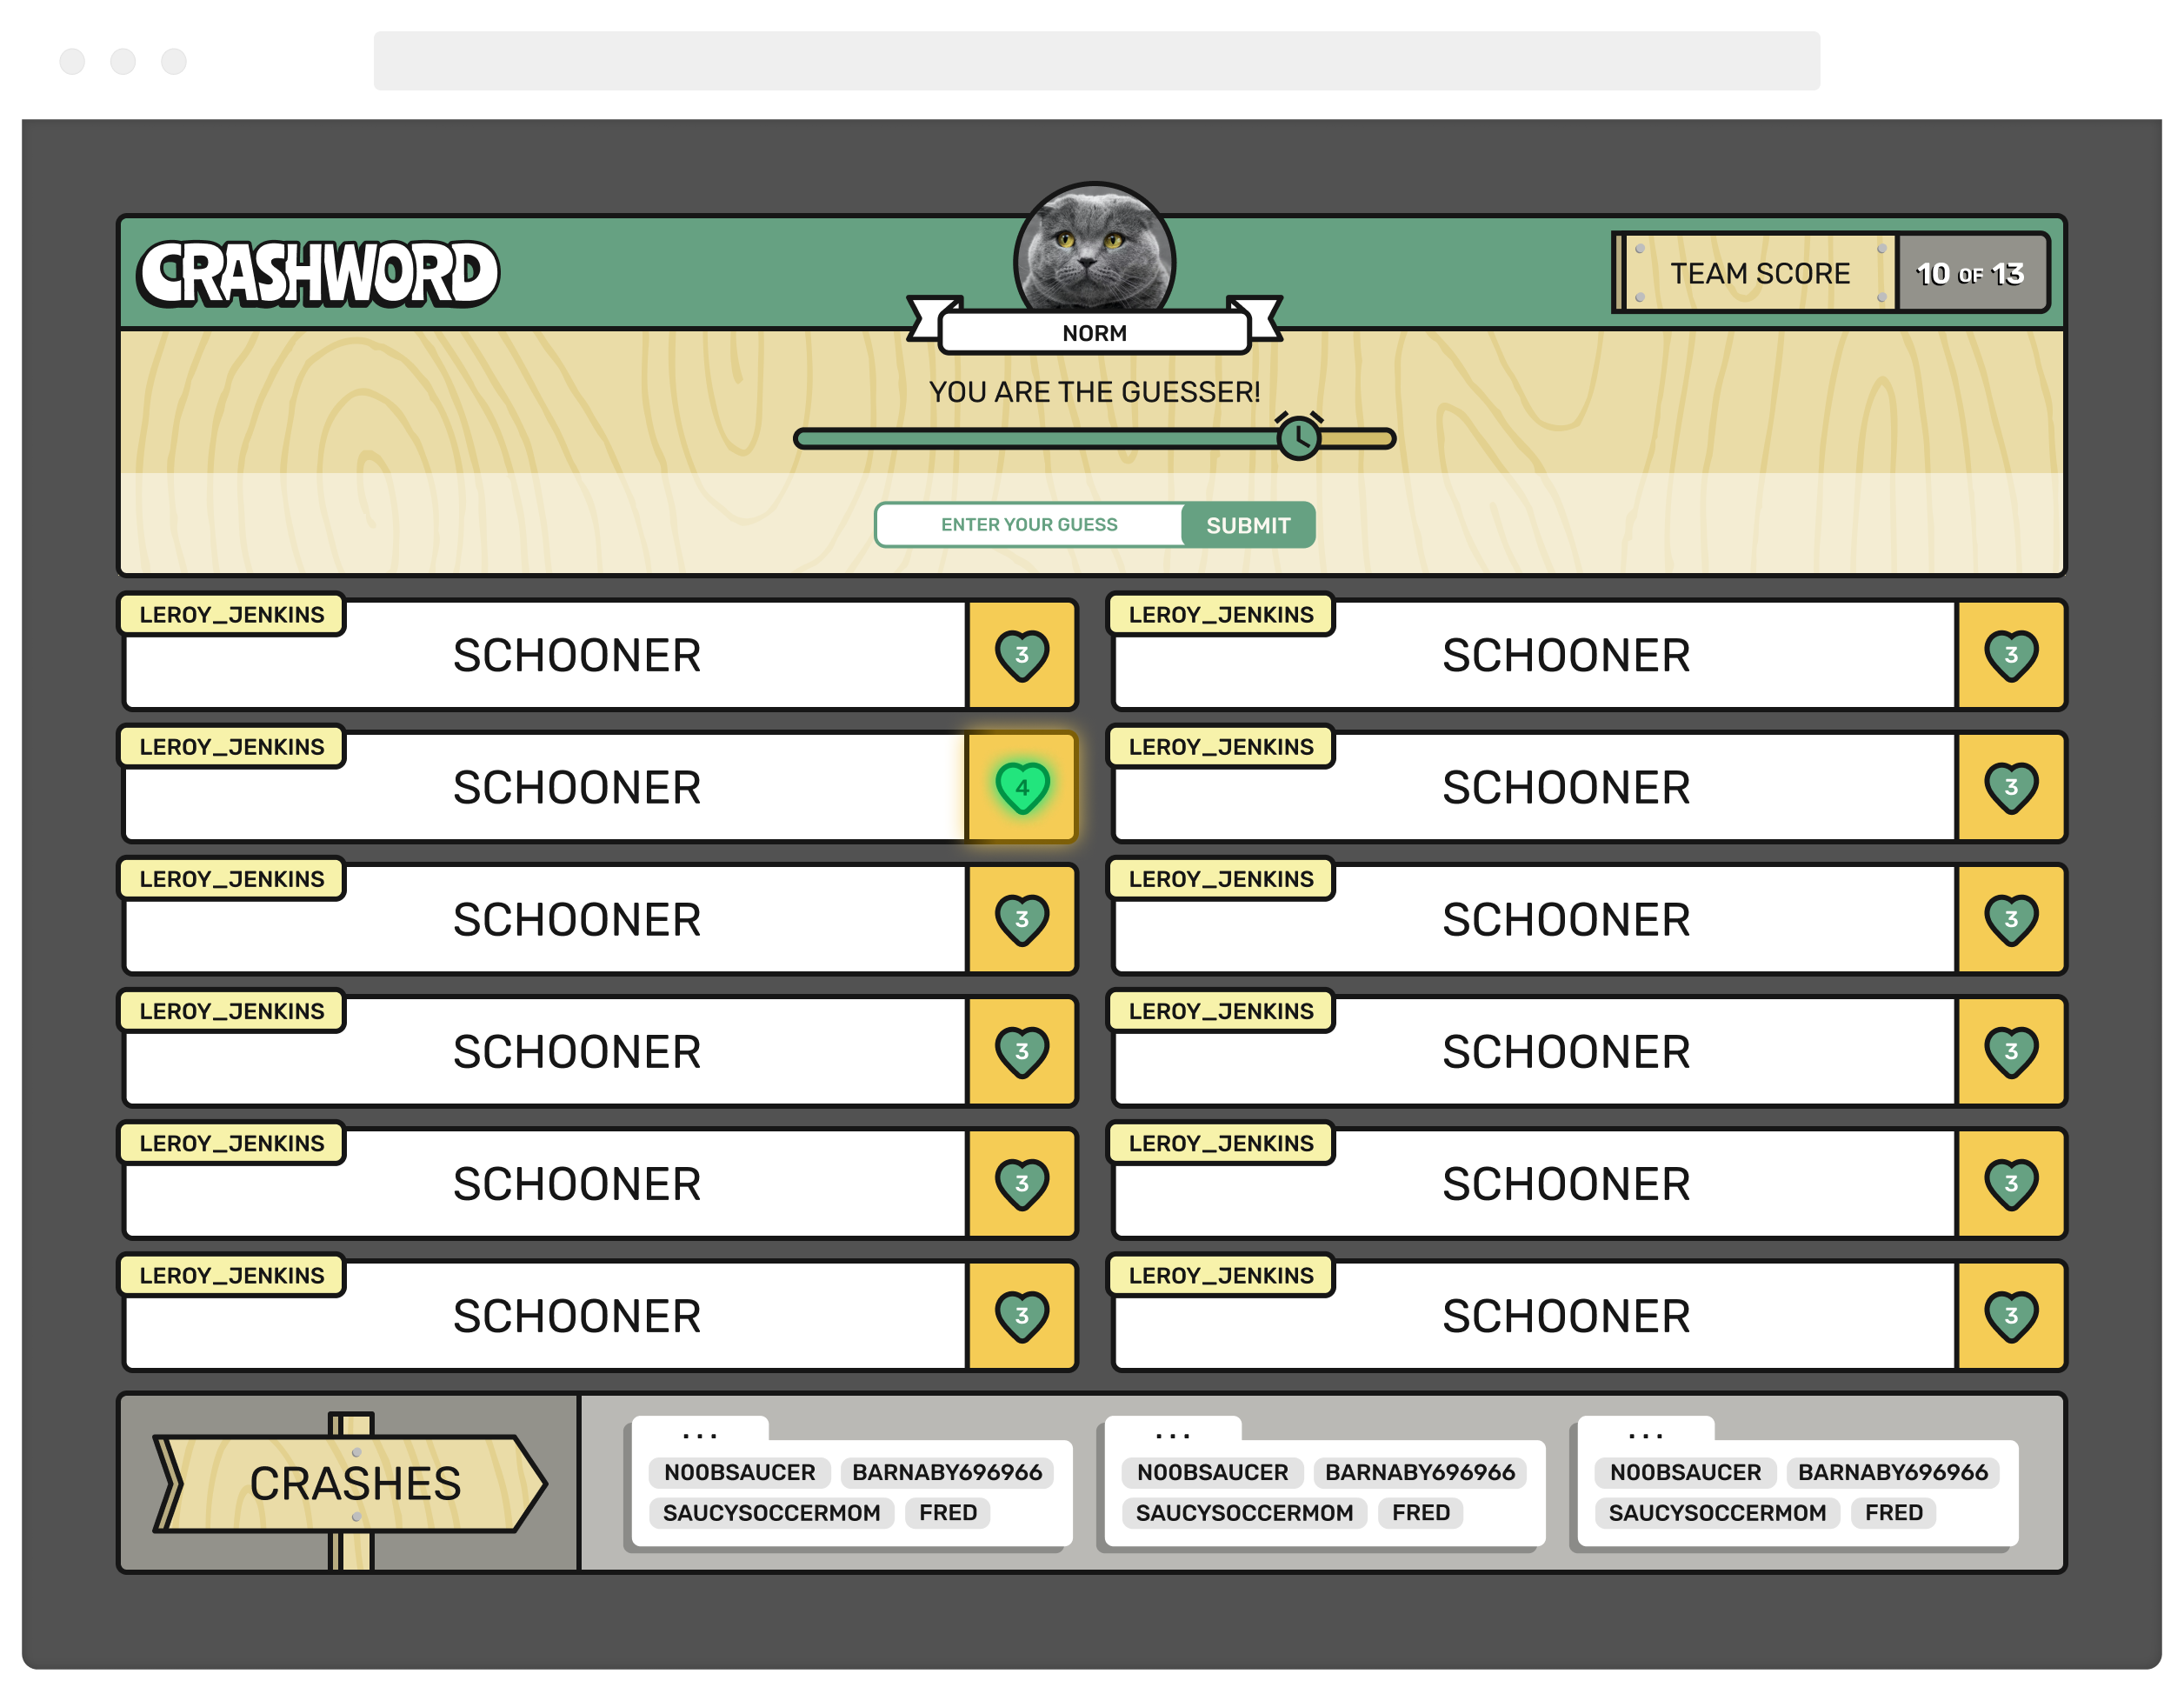 CRASHWORD
TEAM SCORE
10 OF 13
NORM
YOU ARE THE GUESSER!
ENTER YOUR GUESS
SUBMIT
LEROY_JENKINS
SCHOONER
3
LEROY_JENKINS
SCHOONER
3
LEROY_JENKINS
SCHOONER
4
LEROY_JENKINS
SCHOONER
3
LEROY_JENKINS
SCHOONER
3
LEROY_JENKINS
SCHOONER
3
LEROY_JENKINS
SCHOONER
3
LEROY_JENKINS
SCHOONER
3
LEROY_JENKINS
SCHOONER
3
LEROY_JENKINS
SCHOONER
3
LEROY_JENKINS
SCHOONER
3
LEROY_JENKINS
SCHOONER
3
CRASHES
...
N00BSAUCER BARNABY696966
SAUCYSOCCERMOM FRED
...
N00BSAUCER BARNABY696966
SAUCYSOCCERMOM FRED
...
N00BSAUCER BARNABY696966
SAUCYSOCCERMOM FRED